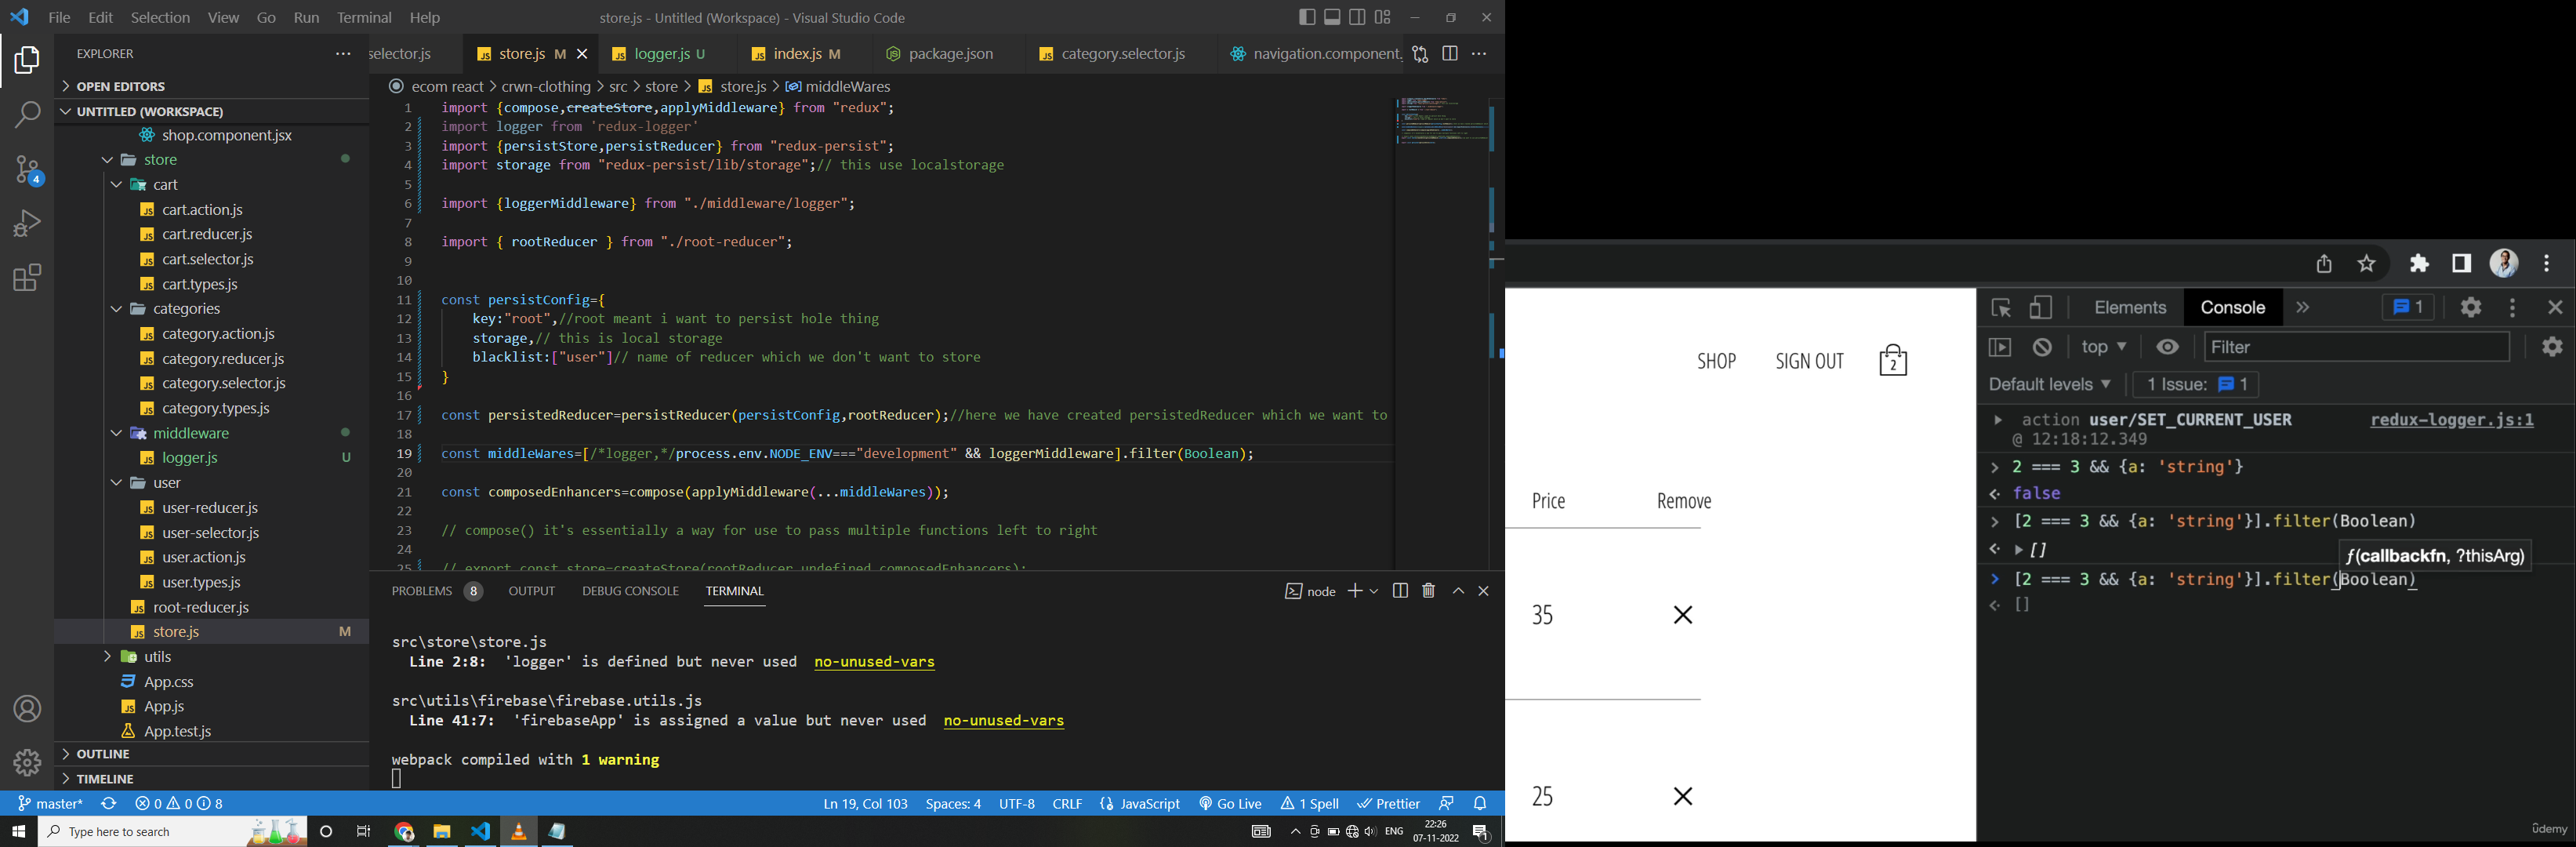 File Edit Selection View Go Run Terminal Help
store.js - Untitled (Workspace) - Visual Studio Code
EXPLORER
OPEN EDITORS
UNTITLED (WORKSPACE)
shop.component.jsx
store
cart
cart.action.js
cart.reducer.js
cart.selector.js
cart.types.js
categories
category.action.js
category.reducer.js
category.selector.js
category.types.js
middleware
logger.js U
user
user-reducer.js
user-selector.js
user.action.js
user.types.js
root-reducer.js
store.js M
utils
App.css
App.js
App.test.js
OUTLINE
TIMELINE
4
selector.js store.js M logger.js U index.js M package.json category.selector.js navigation.component.
ecom react > crwn-clothing > src > store > store.js > middleWares
1 import {compose,createStore,applyMiddleware} from "redux";
2 import logger from 'redux-logger'
3 import {persistStore,persistReducer} from "redux-persist";
4 import storage from "redux-persist/lib/storage";// this use localstorage
5
6 import {loggerMiddleware} from "./middleware/logger";
7
8 import { rootReducer } from "./root-reducer";
9
10
11 const persistConfig={
12 key:"root",//root meant i want to persist hole thing
13 storage,// this is local storage
14 blacklist:["user"]// name of reducer which we don't want to store
15 }
16
17 const persistedReducer=persistReducer(persistConfig,rootReducer);//here we have created persistedReducer which we want to
18
19 const middleWares=[/*logger,*/process.env.NODE_ENV==="development" && loggerMiddleware].filter(Boolean);
20
21 const composedEnhancers=compose(applyMiddleware(...middleWares));
22
23 // compose() it's essentially a way for use to pass multiple functions left to right
24
25 // export const store=createStore(rootReducer,undefined,composedEnhancers);
PROBLEMS 8 OUTPUT DEBUG CONSOLE TERMINAL
node
src\store\store.js
Line 2:8: 'logger' is defined but never used no-unused-vars
src\utils\firebase\firebase.utils.js
Line 41:7: 'firebaseApp' is assigned a value but never used no-unused-vars
webpack compiled with 1 warning
master* 0 0 8
Ln 19, Col 103 Spaces: 4 UTF-8 CRLF JavaScript Go Live 1 Spell Prettier
Type here to search
ENG
22:26
07-11-2022
1
SHOP SIGN OUT 2
Price Remove
35
25
Elements Console 1
top Filter
Default levels 1 Issue: 1
action user/SET_CURRENT_USER redux-logger.js:1
@ 12:18:12.349
> 2 === 3 && {a: 'string'}
false
> [2 === 3 && {a: 'string'}].filter(Boolean)
[]
ƒ(callbackfn, ?thisArg)
> [2 === 3 && {a: 'string'}].filter(Boolean)
[]
ûdemy